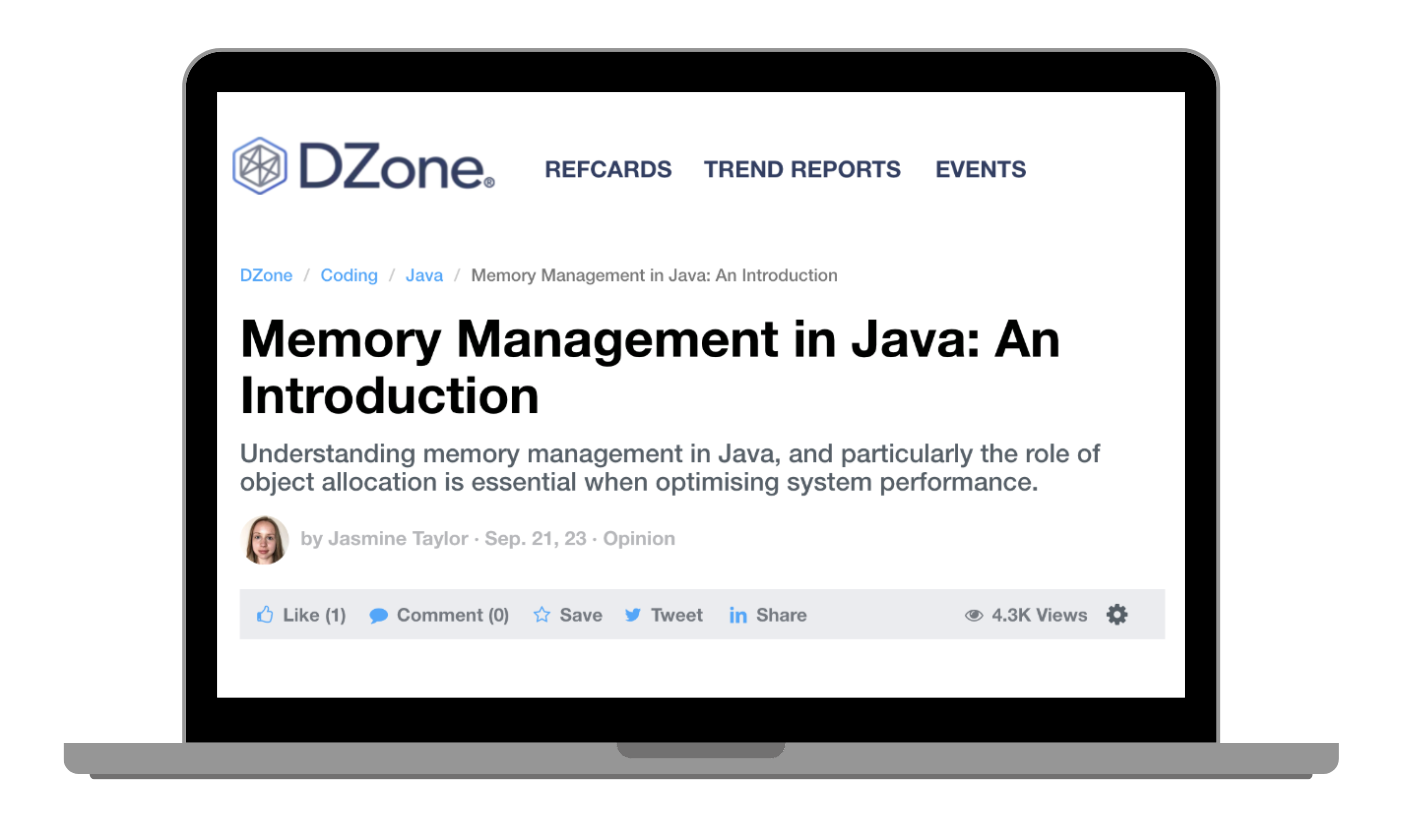 DZone®
REFCARDS TREND REPORTS EVENTS
DZone / Coding / Java / Memory Management in Java: An Introduction
Memory Management in Java: An
Introduction
Understanding memory management in Java, and particularly the role of
object allocation is essential when optimising system performance.
by Jasmine Taylor · Sep. 21, 23 · Opinion
Like (1) Comment (0) Save Tweet in Share 4.3K Views